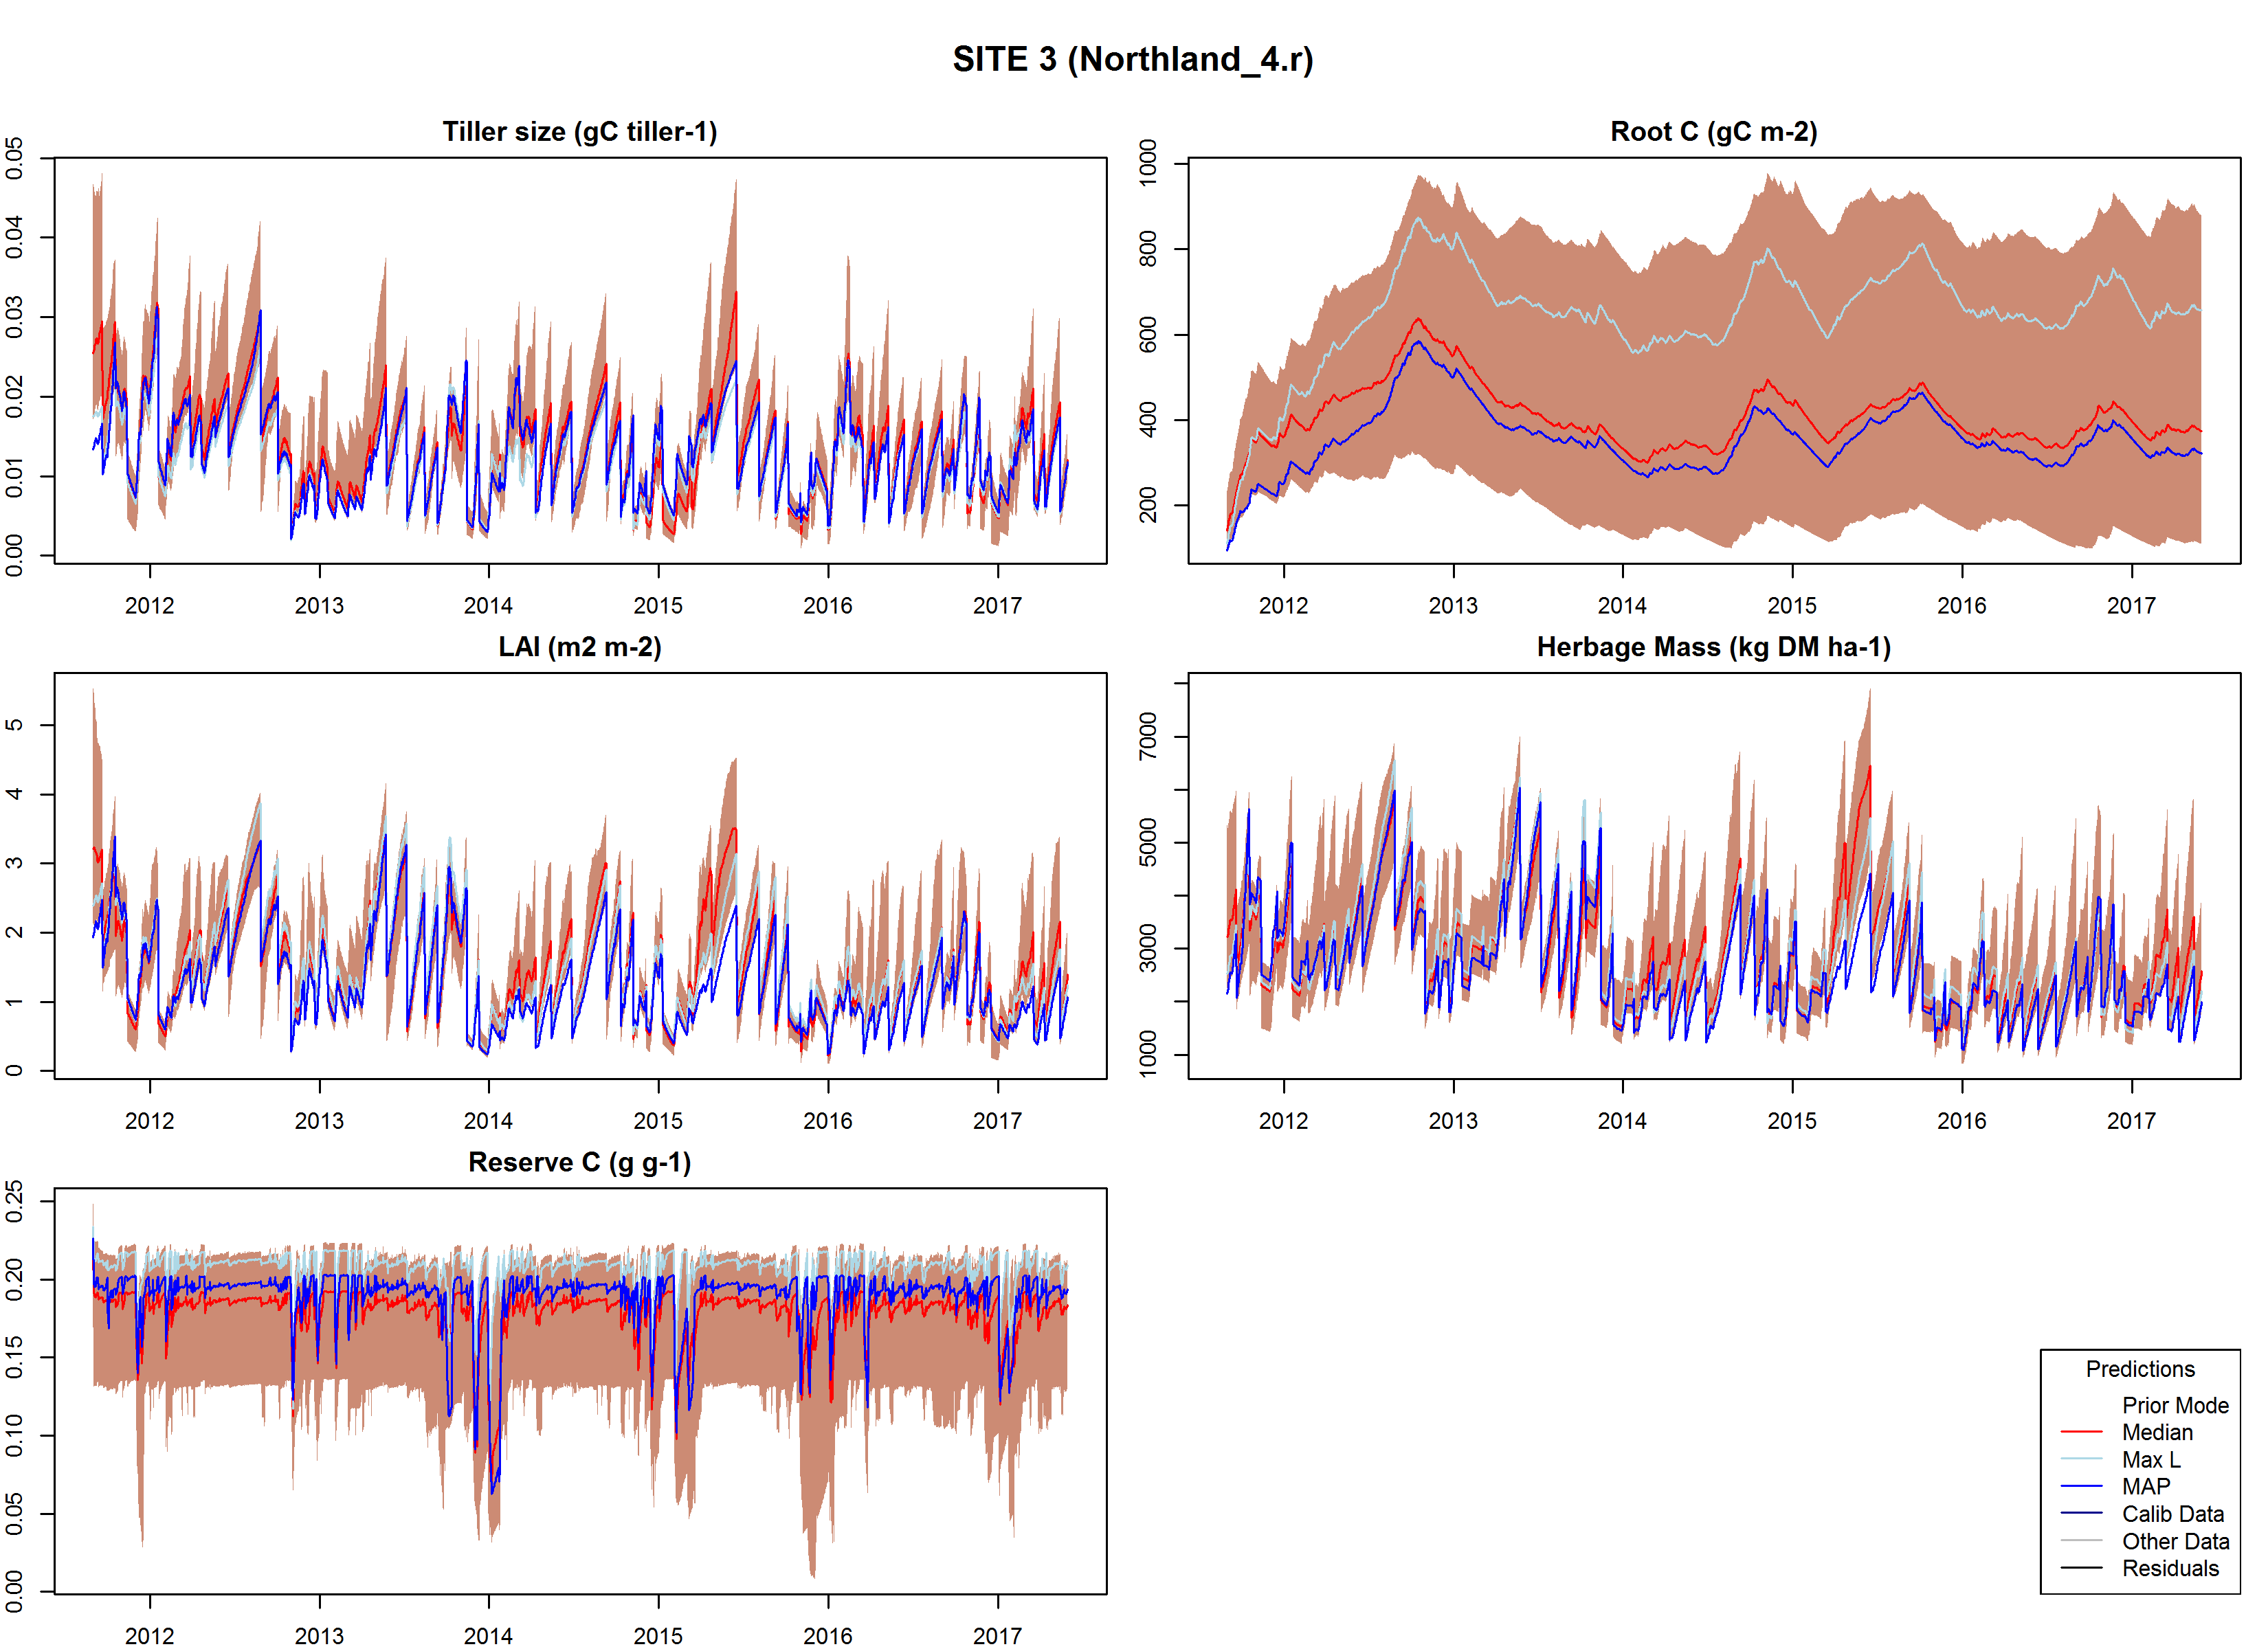 SITE 3 (Northland_4.r)
Tiller size (gC tiller-1)
0.05
0.04
0.03
0.02
0.01
0.00
2012 2013 2014 2015 2016 2017
Root C (gC m-2)
1000
800
600
400
200
2012 2013 2014 2015 2016 2017
LAI (m2 m-2)
5
4
3
2
1
0
2012 2013 2014 2015 2016 2017
Herbage Mass (kg DM ha-1)
7000
5000
3000
1000
2012 2013 2014 2015 2016 2017
Reserve C (g g-1)
0.25
0.20
0.15
0.10
0.05
0.00
2012 2013 2014 2015 2016 2017
Predictions
Prior Mode
Median
Max L
MAP
Calib Data
Other Data
Residuals